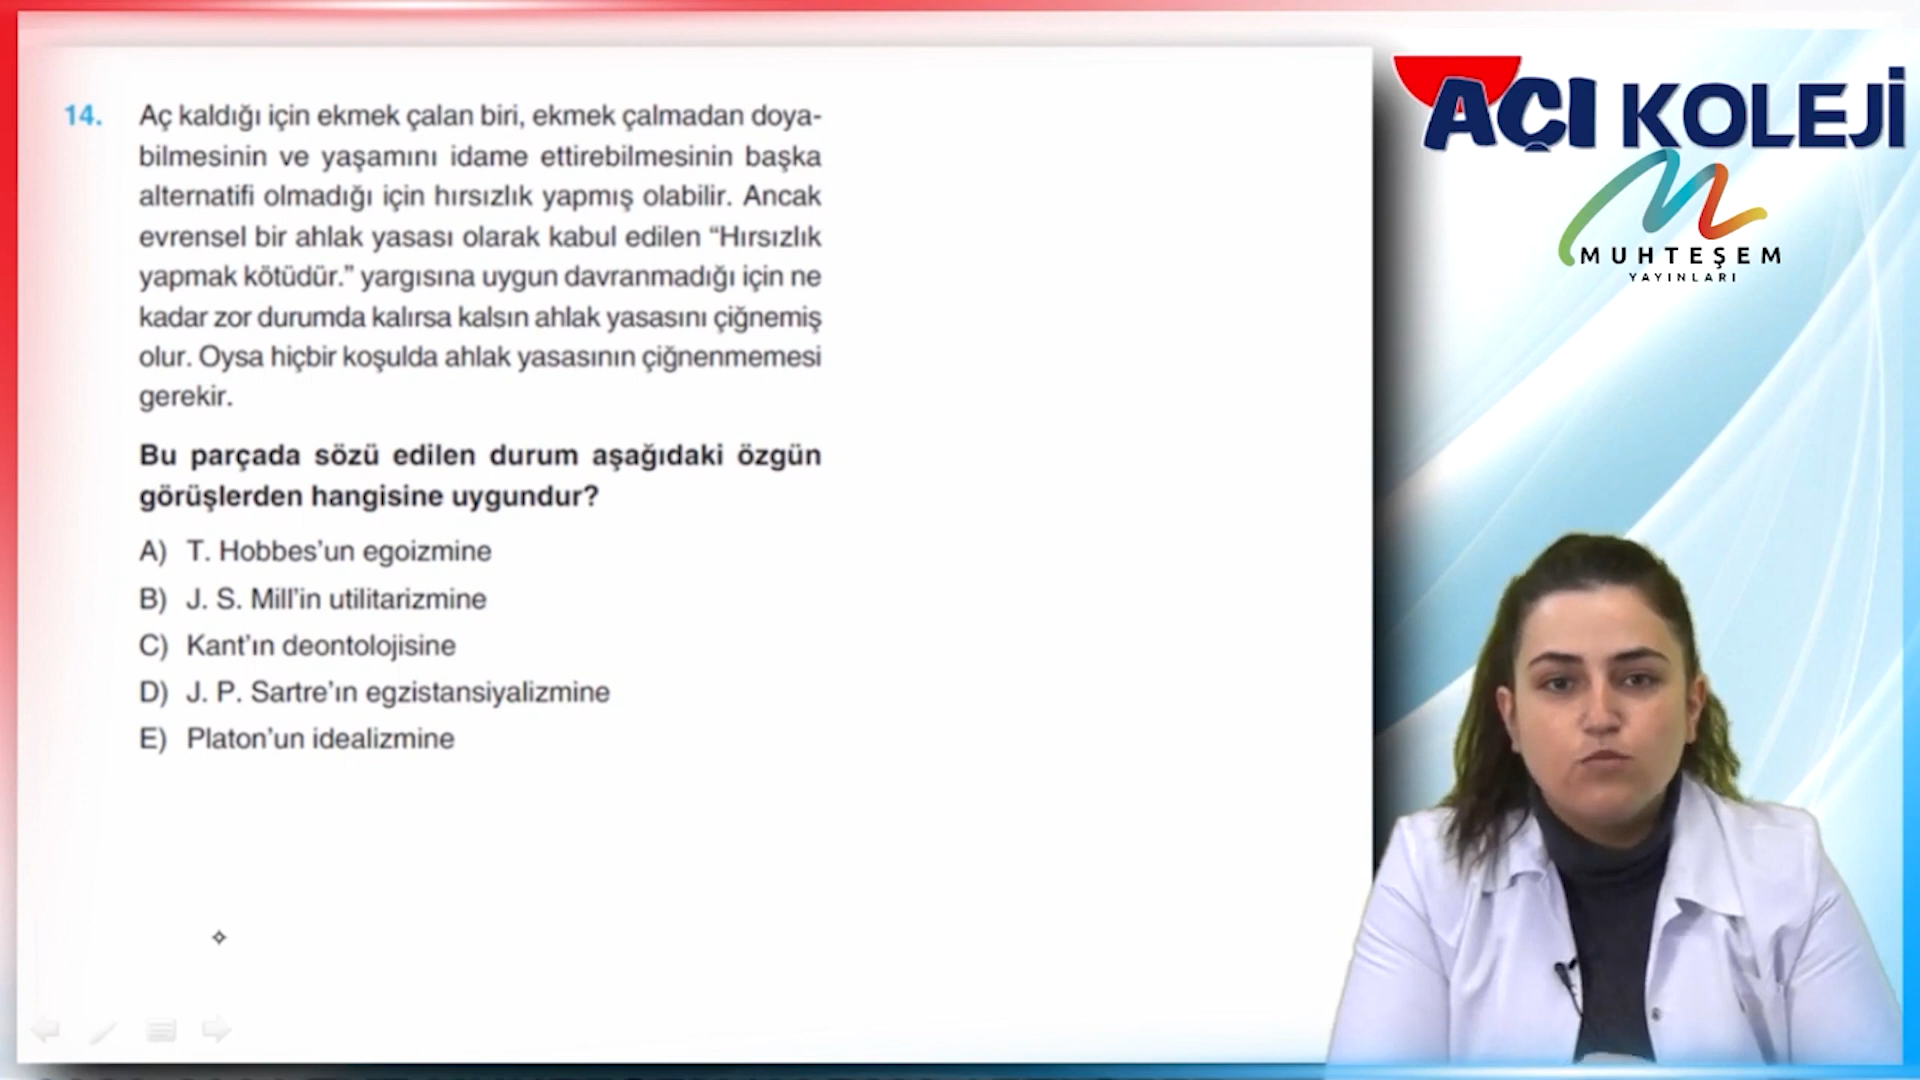 14. Aç kaldığı için ekmek çalan biri, ekmek çalmadan doya-
bilmesinin ve yaşamını idame ettirebilmesinin başka
alternatifi olmadığı için hırsızlık yapmış olabilir. Ancak
evrensel bir ahlak yasası olarak kabul edilen “Hırsızlık
yapmak kötüdür.” yargısına uygun davranmadığı için ne
kadar zor durumda kalırsa kalsın ahlak yasasını çiğnemiş
olur. Oysa hiçbir koşulda ahlak yasasının çiğnenmemesi
gerekir.
Bu parçada sözü edilen durum aşağıdaki özgün
görüşlerden hangisine uygundur?
A) T. Hobbes’un egoizmine
B) J. S. Mill’in utilitarizmine
C) Kant’ın deontolojisine
D) J. P. Sartre’ın egzistansiyalizmine
E) Platon’un idealizmine
AÇI KOLEJİ
MUHTEŞEM
YAYINLARI